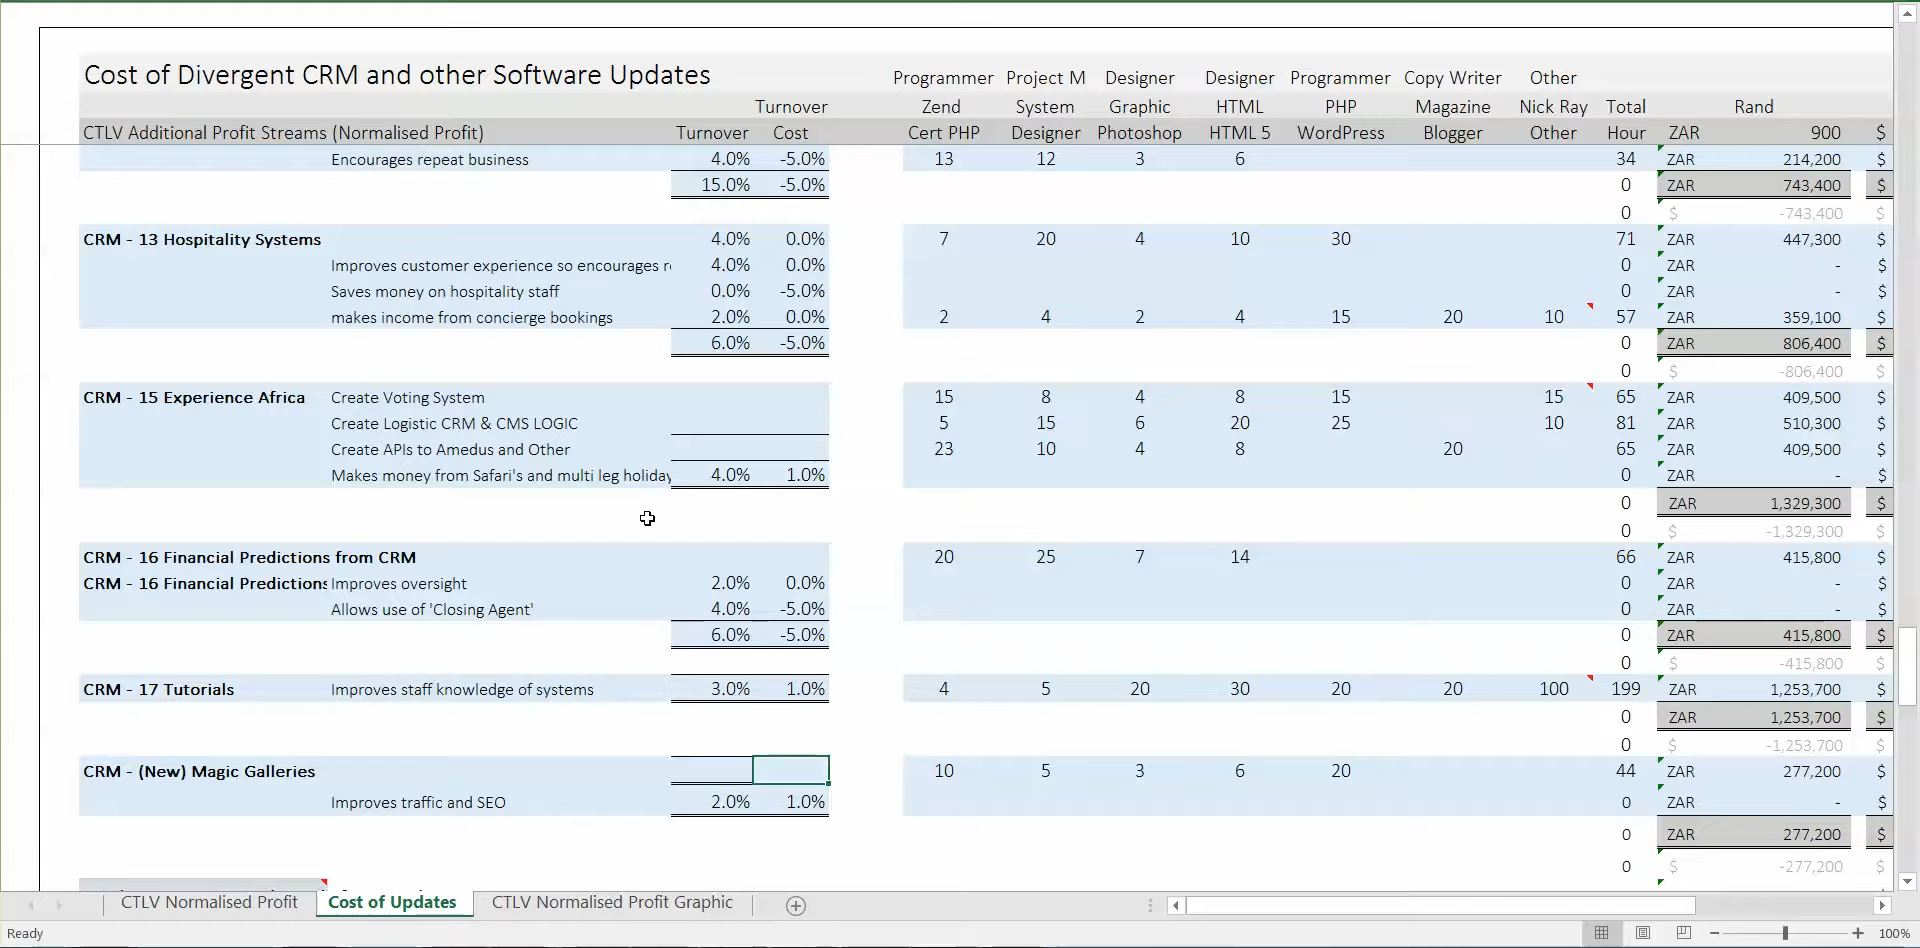 Cost of Divergent CRM and other Software Updates Programmer Project M Designer Designer Programmer Copy Writer Other
Turnover Zend System Graphic HTML PHP Magazine Nick Ray Total Rand
CTLV Additional Profit Streams (Normalised Profit) Turnover Cost Cert PHP Designer Photoshop HTML 5 WordPress Blogger Other Hour ZAR 900 $
Encourages repeat business 4.0% -5.0% 13 12 3 6 34 ZAR 214,200 $
15.0% -5.0% 0 ZAR 743,400 $
0 $ -743,400 $
CRM - 13 Hospitality Systems 4.0% 0.0% 7 20 4 10 30 71 ZAR 447,300 $
Improves customer experience so encourages r 4.0% 0.0% 0 ZAR - $
Saves money on hospitality staff 0.0% -5.0% 0 ZAR - $
makes income from concierge bookings 2.0% 0.0% 2 4 2 4 15 20 10 57 ZAR 359,100 $
6.0% -5.0% 0 ZAR 806,400 $
0 $ -806,400 $
CRM - 15 Experience Africa Create Voting System 15 8 4 8 15 15 65 ZAR 409,500 $
Create Logistic CRM & CMS LOGIC 5 15 6 20 25 10 81 ZAR 510,300 $
Create APIs to Amedus and Other 23 10 4 8 20 65 ZAR 409,500 $
Makes money from Safari's and multi leg holiday 4.0% 1.0% 0 ZAR - $
0 ZAR 1,329,300 $
0 $ -1,329,300 $
CRM - 16 Financial Predictions from CRM 20 25 7 14 66 ZAR 415,800 $
CRM - 16 Financial Predictions Improves oversight 2.0% 0.0% 0 ZAR - $
Allows use of 'Closing Agent' 4.0% -5.0% 0 ZAR - $
6.0% -5.0% 0 ZAR 415,800 $
0 $ -415,800 $
CRM - 17 Tutorials Improves staff knowledge of systems 3.0% 1.0% 4 5 20 30 20 20 100 199 ZAR 1,253,700 $
0 ZAR 1,253,700 $
0 $ -1,253,700 $
CRM - (New) Magic Galleries 10 5 3 6 20 44 ZAR 277,200 $
Improves traffic and SEO 2.0% 1.0% 0 ZAR - $
0 ZAR 277,200 $
0 $ -277,200 $
CTLV Normalised Profit Cost of Updates CTLV Normalised Profit Graphic
Ready 100%